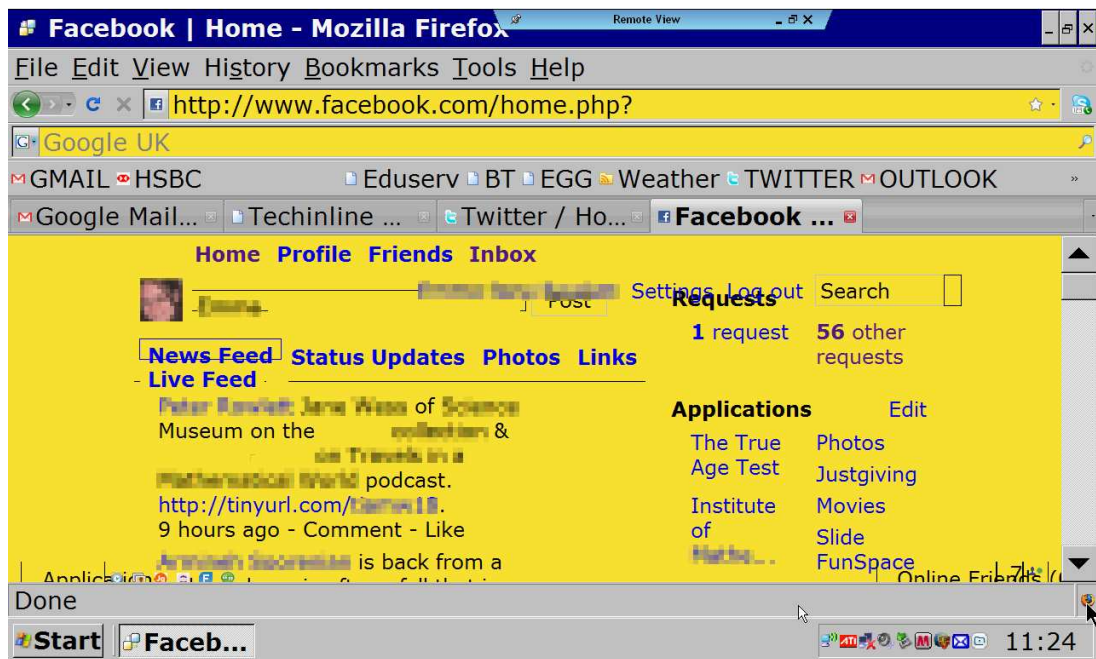 Facebook | Home - Mozilla Firefox
Remote View
File Edit View History Bookmarks Tools Help
http://www.facebook.com/home.php?
Google UK
GMAIL HSBC Eduserv BT EGG Weather TWITTER OUTLOOK »
Google Mail... Techinline ... Twitter / Ho... Facebook ...
Home Profile Friends Inbox
Settings Log out Search
Post
Requests
1 request 56 other requests
News Feed Status Updates Photos Links
Live Feed
of
Museum on the &
podcast.
http://tinyurl.com/
9 hours ago - Comment - Like
is back from a
Applications Edit
The True Age Test
Photos
Justgiving
Institute of
Movies
Slide FunSpace
Online Friends
Done
Start Faceb...
ATI 11:24